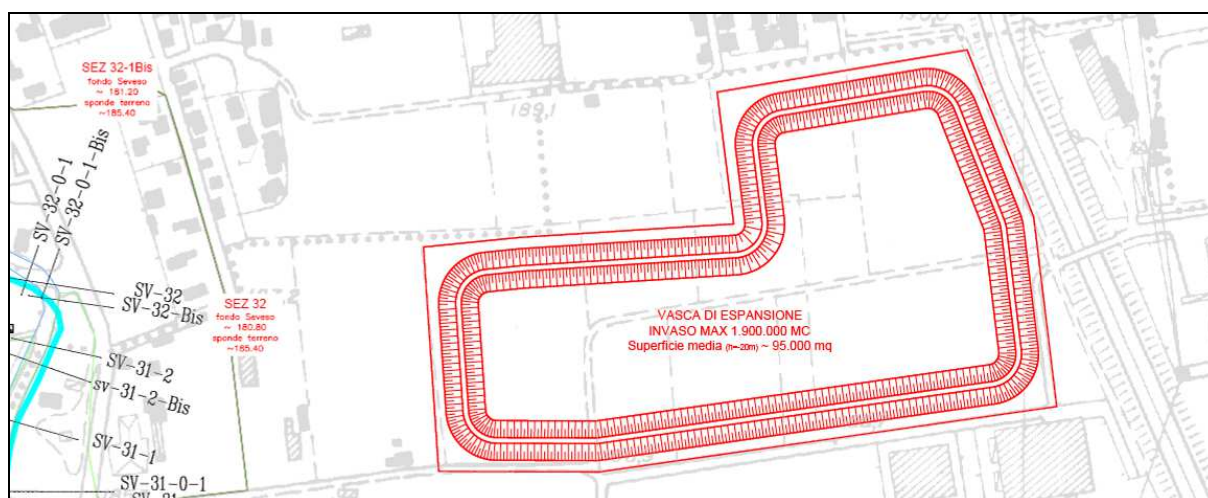 SEZ 32-1Bis
fondo Seveso
~ 181.20
sponde terreno
~185.40
SV-32-0-1
SV-32-0-1-Bis
SV-32
SV-32-Bis
SEZ 32
fondo Seveso
~ 180.80
sponde terreno
~185.40
SV-31-2
sv-31-2-Bis
SV-31-1
SV-31-0-1
VASCA DI ESPANSIONE
INVASO MAX 1.900.000 MC
Superficie media (h=-20m) ~ 95.000 mq